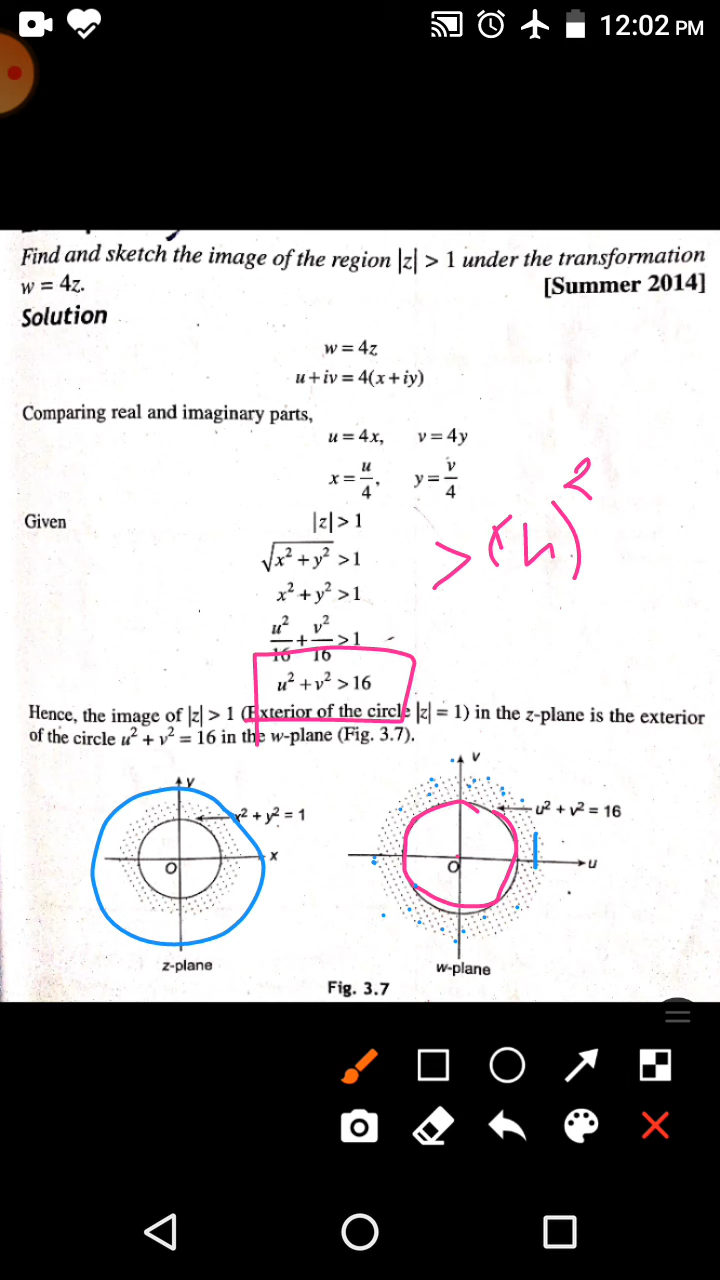 12:02 PM
Find and sketch the image of the region |z| > 1 under the transformation
w = 4z. [Summer 2014]
Solution
w = 4z
u + iv = 4(x + iy)
Comparing real and imaginary parts,
u = 4x, v = 4y
x = u/4, y = v/4
Given |z| > 1
√(x² + y²) > 1
x² + y² > 1
u²/16 + v²/16 > 1
u² + v² > 16
Hence, the image of |z| > 1 (Exterior of the circle |z| = 1) in the z-plane is the exterior
of the circle u² + v² = 16 in the w-plane (Fig. 3.7).
y
x² + y² = 1
x
O
z-plane
v
u² + v² = 16
u
O
w-plane
Fig. 3.7